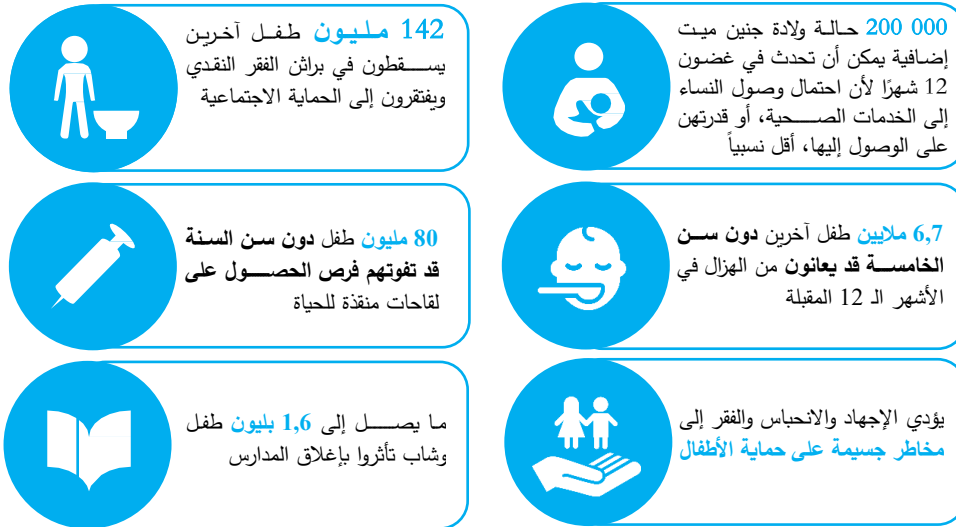 200 000 حالة ولادة جنين ميت
إضافية يمكن أن تحدث في غضون
12 شهرًا لأن احتمال وصول النساء
إلى الخدمات الصحية، أو قدرتهن
على الوصول إليها، أقل نسبياً
142 مليون طفل آخرين
يسقطون في براثن الفقر النقدي
ويفتقرون إلى الحماية الاجتماعية
6,7 ملايين طفل آخرين دون سن
الخامسة قد يعانون من الهزال في
الأشهر الـ 12 المقبلة
80 مليون طفل دون سن السنة
قد تفوتهم فرص الحصول على
لقاحات منقذة للحياة
يؤدي الإجهاد والانحباس والفقر إلى
مخاطر جسيمة على حماية الأطفال
ما يصل إلى 1,6 بليون طفل
وشاب تأثروا بإغلاق المدارس